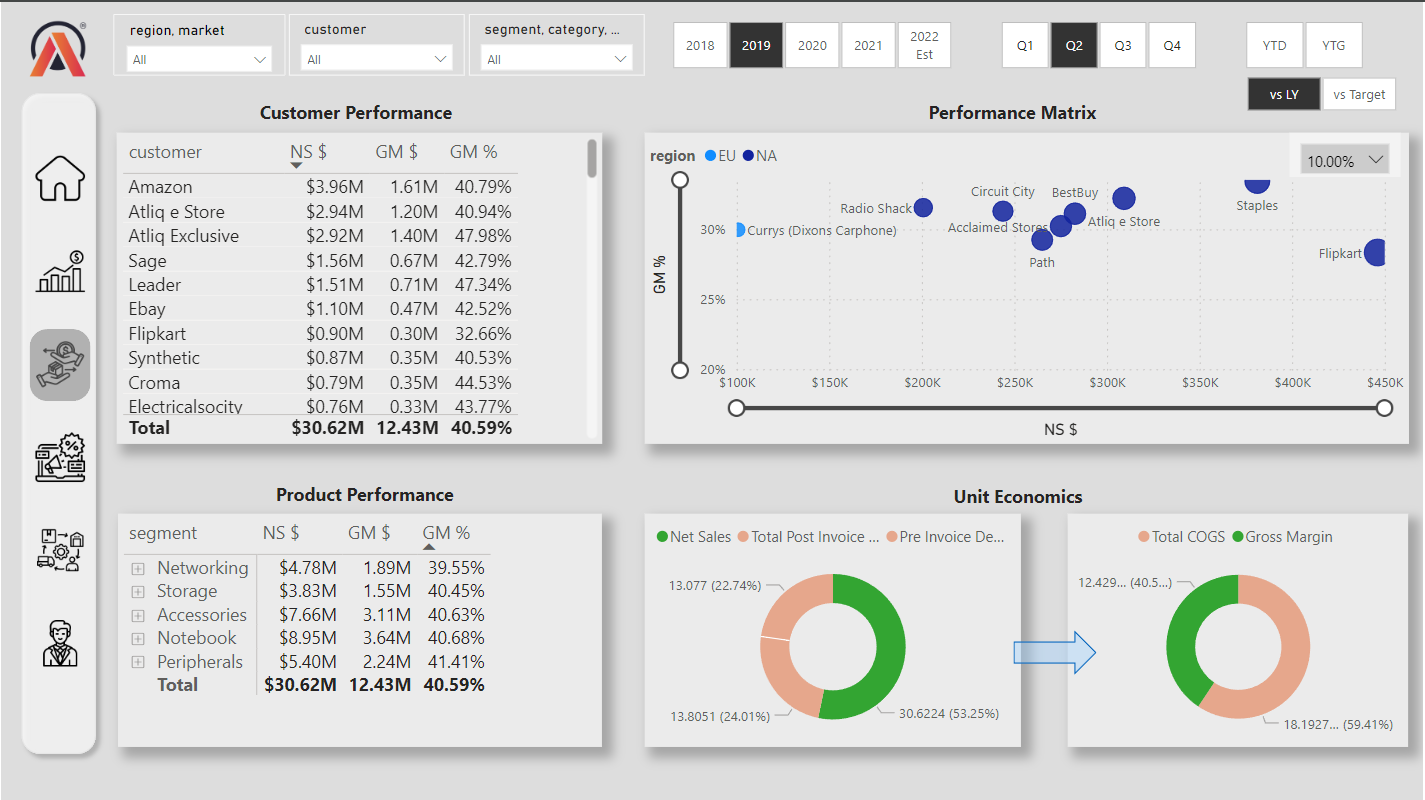 region, market
All
customer
All
segment, category, ...
All
2018 2019 2020 2021 2022 Est
Q1 Q2 Q3 Q4
YTD YTG
vs LY vs Target
Customer Performance
customer NS $ GM $ GM %
Amazon $3.96M 1.61M 40.79%
Atliq e Store $2.94M 1.20M 40.94%
Atliq Exclusive $2.92M 1.40M 47.98%
Sage $1.56M 0.67M 42.79%
Leader $1.51M 0.71M 47.34%
Ebay $1.10M 0.47M 42.52%
Flipkart $0.90M 0.30M 32.66%
Synthetic $0.87M 0.35M 40.53%
Croma $0.79M 0.35M 44.53%
Electricalsocity $0.76M 0.33M 43.77%
Total $30.62M 12.43M 40.59%
Performance Matrix
region EU NA
10.00%
Circuit City BestBuy
Radio Shack
Staples
Acclaimed Stores Atliq e Store
30% Currys (Dixons Carphone)
Path
Flipkart
GM %
25%
20%
$100K $150K $200K $250K $300K $350K $400K $450K
NS $
Product Performance
segment NS $ GM $ GM %
Networking $4.78M 1.89M 39.55%
Storage $3.83M 1.55M 40.45%
Accessories $7.66M 3.11M 40.63%
Notebook $8.95M 3.64M 40.68%
Peripherals $5.40M 2.24M 41.41%
Total $30.62M 12.43M 40.59%
Unit Economics
Net Sales Total Post Invoice ... Pre Invoice De...
13.077 (22.74%)
13.8051 (24.01%)
30.6224 (53.25%)
Total COGS Gross Margin
12.429... (40.5...)
18.1927... (59.41%)